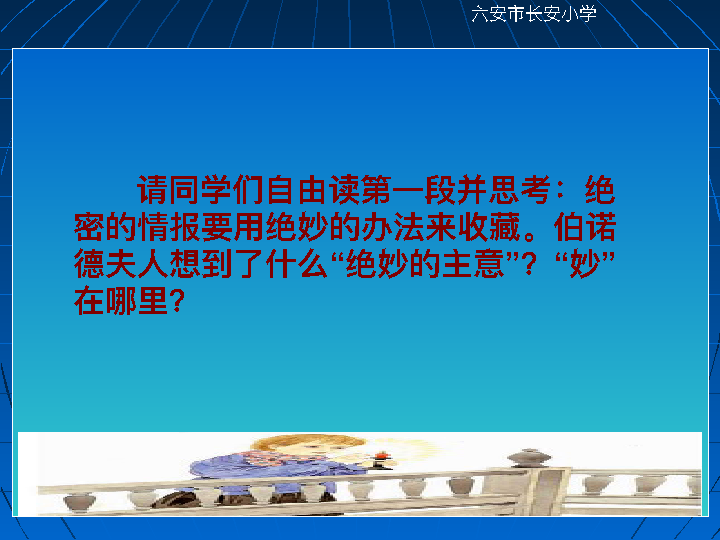 六安市长安小学
请同学们自由读第一段并思考：绝
密的情报要用绝妙的办法来收藏。伯诺
德夫人想到了什么“绝妙的主意”？“妙”
在哪里?